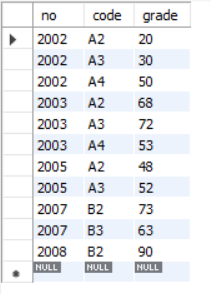 no code grade
2002 A2 20
2002 A3 30
2002 A4 50
2003 A2 68
2003 A3 72
2003 A4 53
2005 A2 48
2005 A3 52
2007 B2 73
2007 B3 63
2008 B2 90
NULL NULL NULL